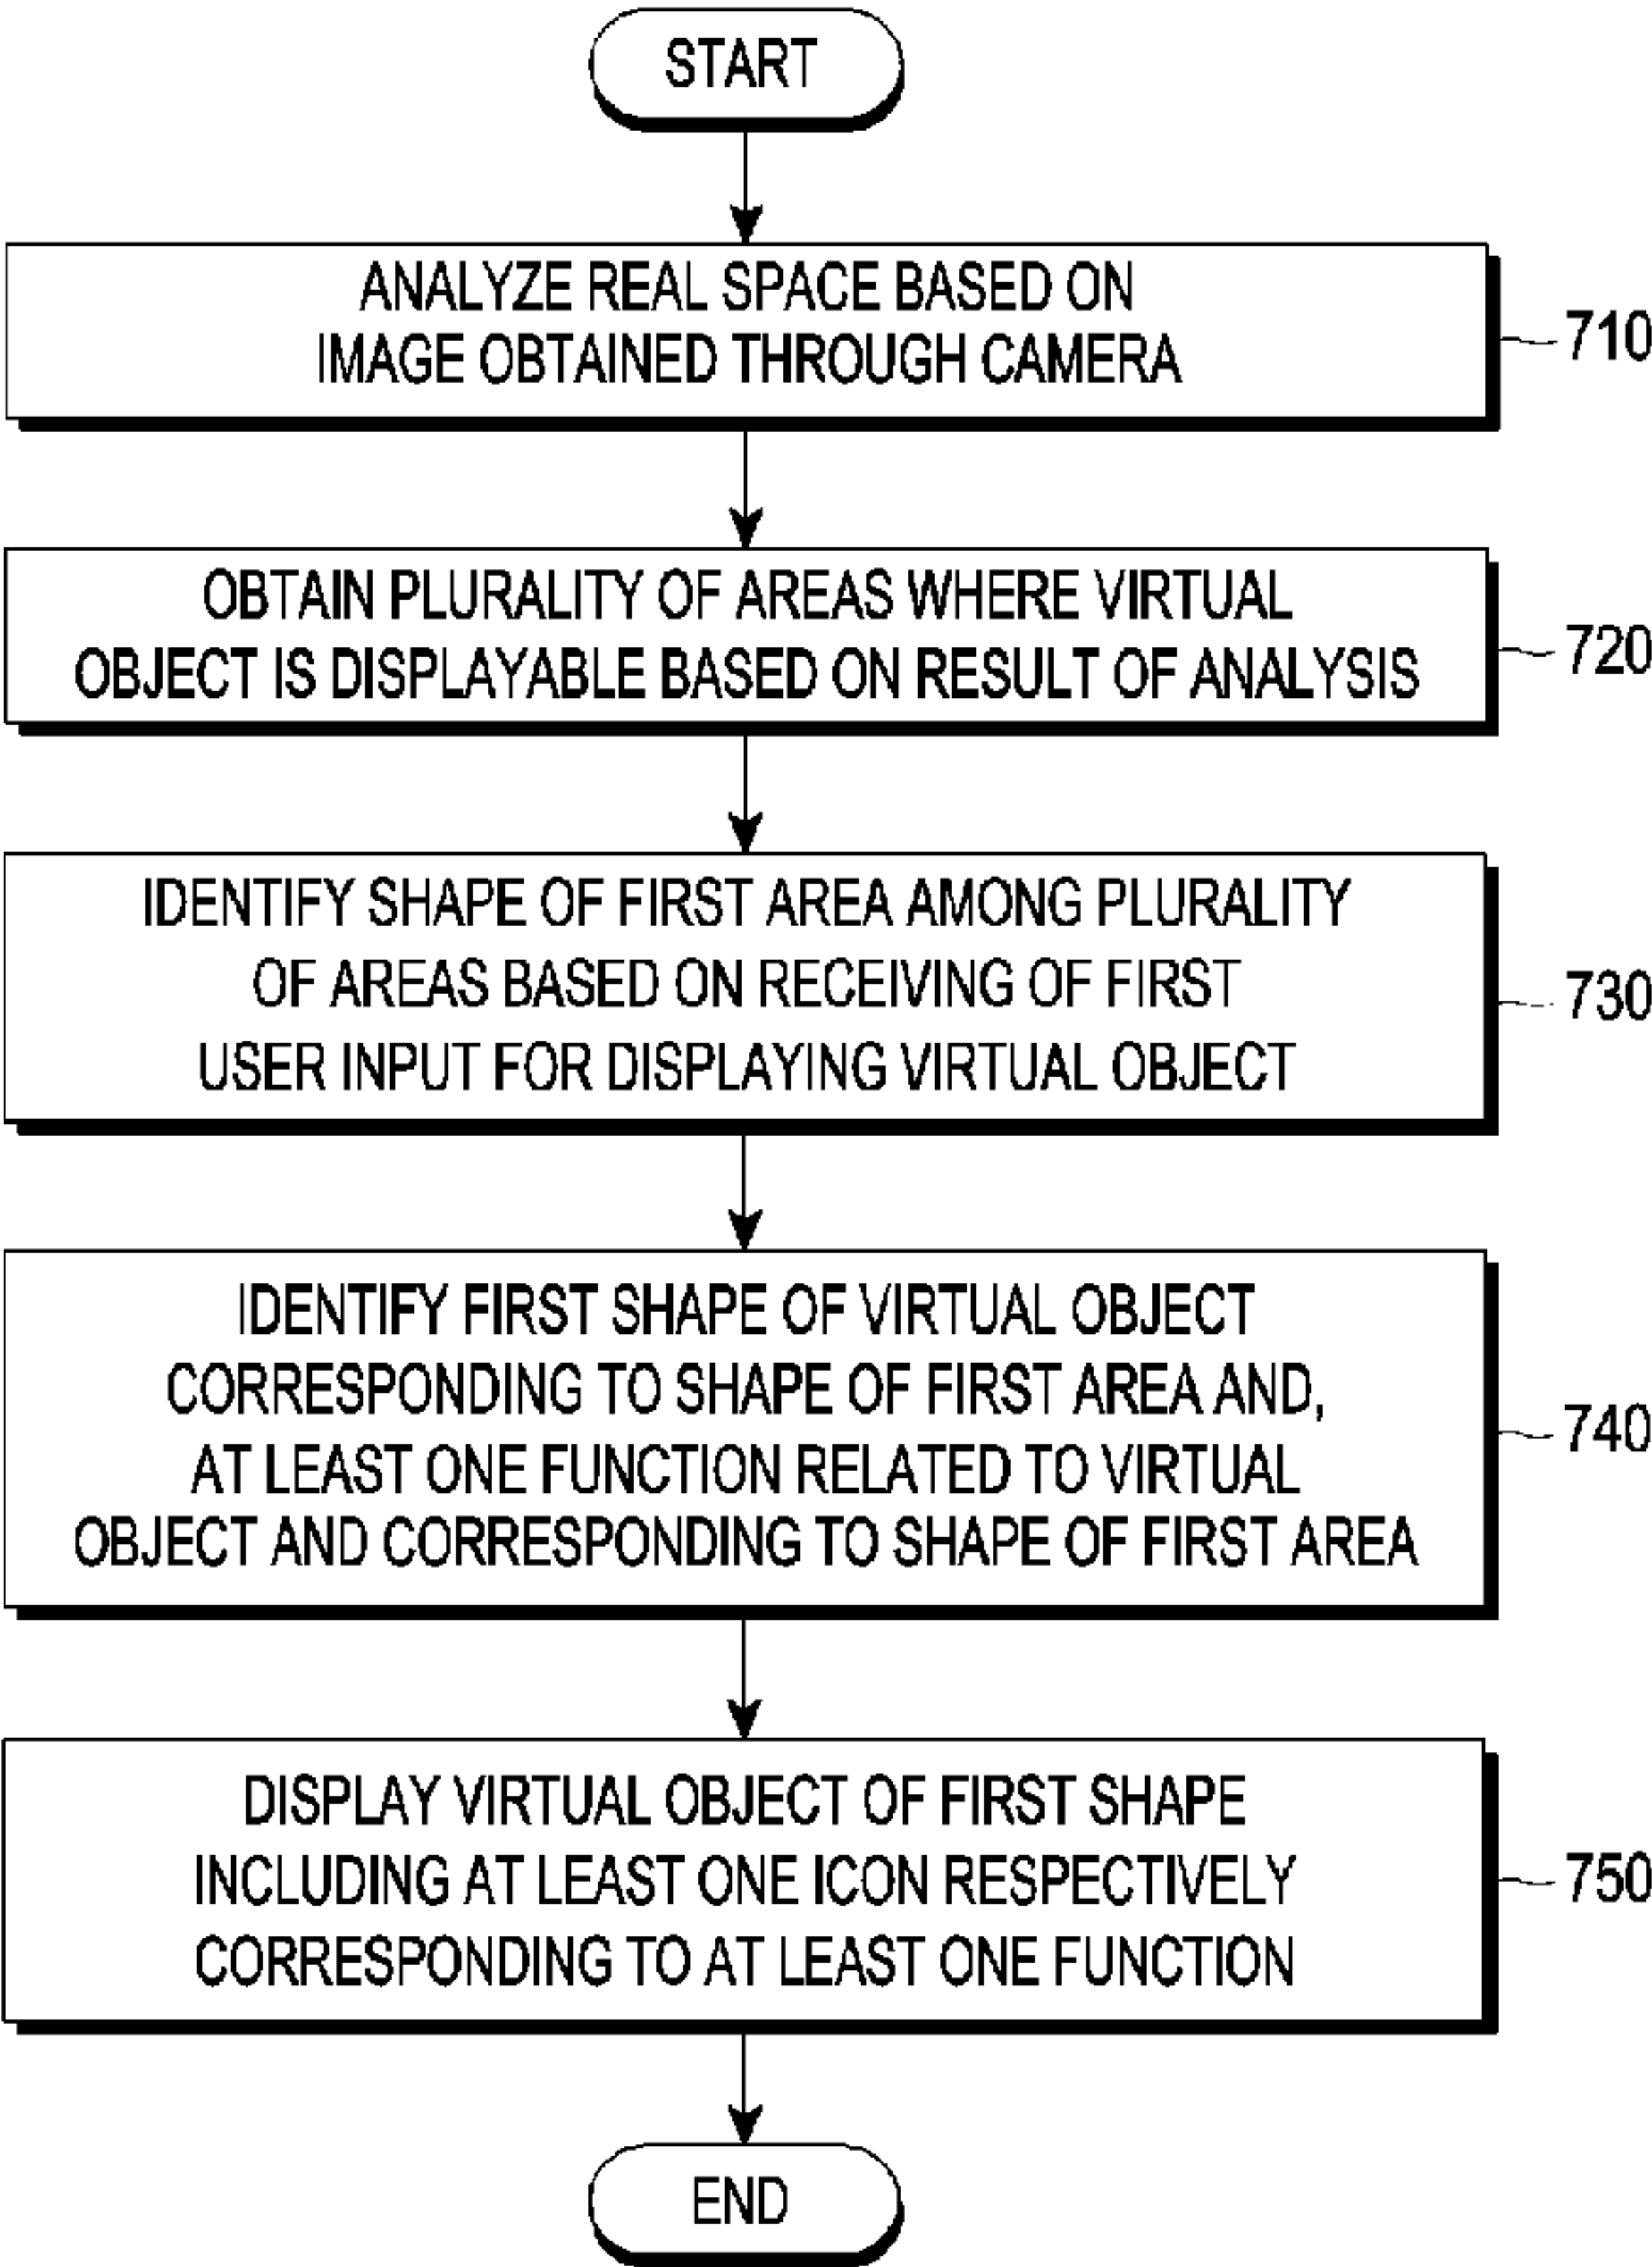 START
ANALYZE REAL SPACE BASED ON
IMAGE OBTAINED THROUGH CAMERA
710
OBTAIN PLURALITY OF AREAS WHERE VIRTUAL
OBJECT IS DISPLAYABLE BASED ON RESULT OF ANALYSIS
720
IDENTIFY SHAPE OF FIRST AREA AMONG PLURALITY
OF AREAS BASED ON RECEIVING OF FIRST
USER INPUT FOR DISPLAYING VIRTUAL OBJECT
730
IDENTIFY FIRST SHAPE OF VIRTUAL OBJECT
CORRESPONDING TO SHAPE OF FIRST AREA AND,
AT LEAST ONE FUNCTION RELATED TO VIRTUAL
OBJECT AND CORRESPONDING TO SHAPE OF FIRST AREA
740
DISPLAY VIRTUAL OBJECT OF FIRST SHAPE
INCLUDING AT LEAST ONE ICON RESPECTIVELY
CORRESPONDING TO AT LEAST ONE FUNCTION
750
END